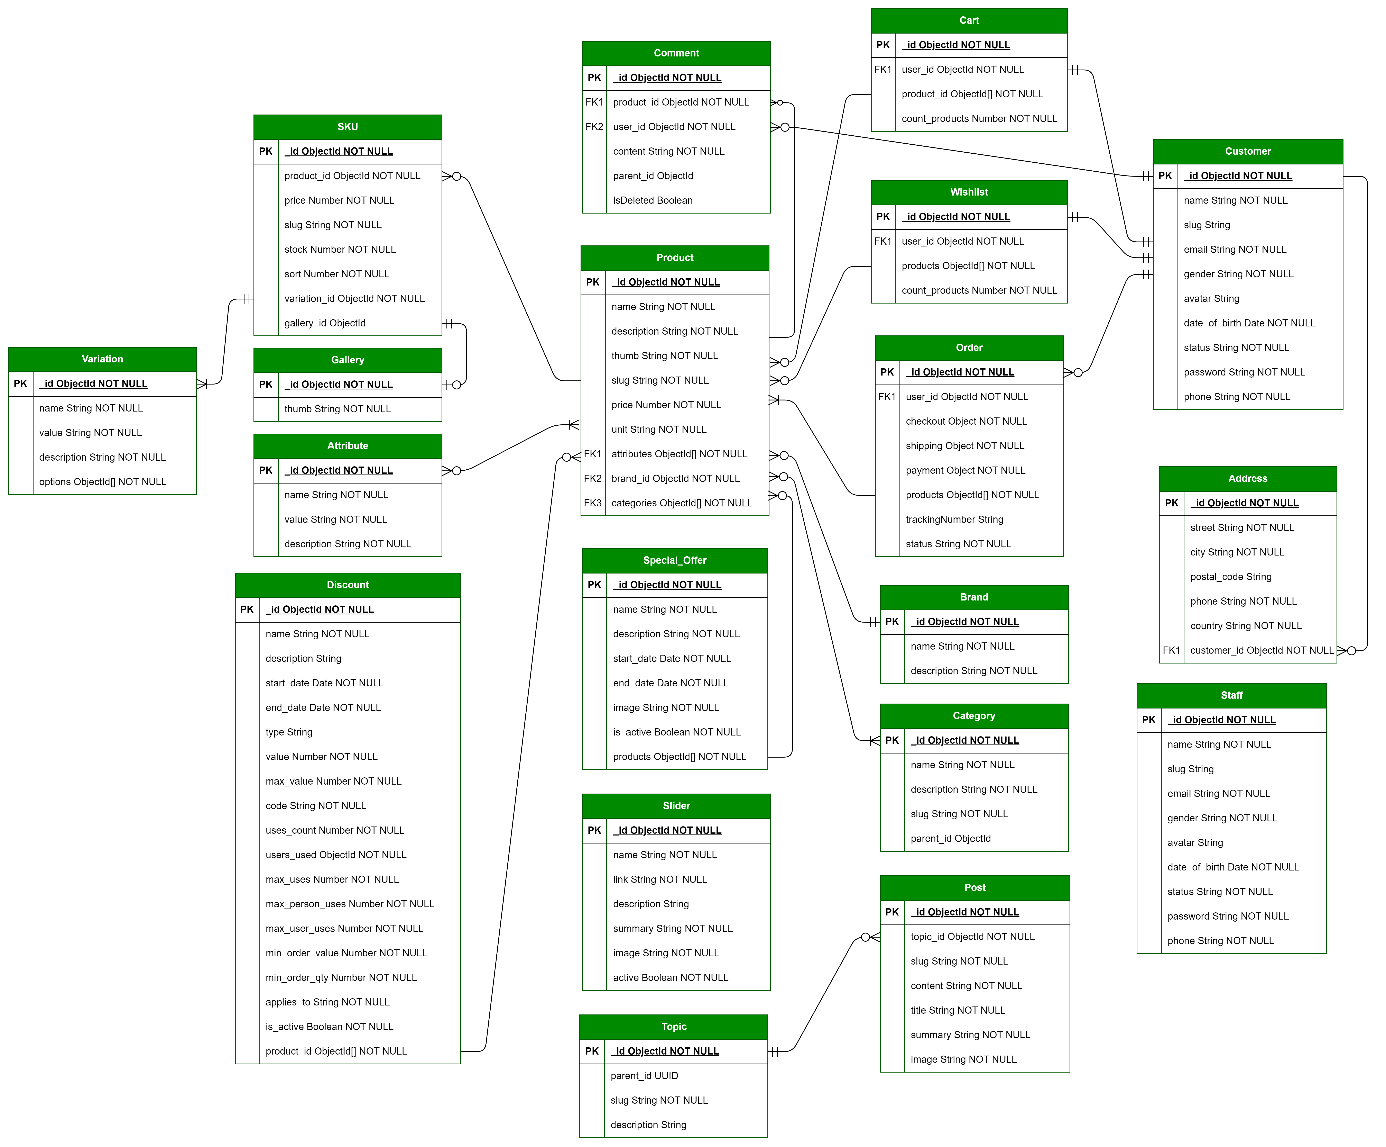 Cart
PK _id ObjectId NOT NULL
FK1 user_id ObjectId NOT NULL
product_id ObjectId[] NOT NULL
count_products Number NOT NULL
Comment
PK _id ObjectId NOT NULL
FK1 product_id ObjectId NOT NULL
FK2 user_id ObjectId NOT NULL
content String NOT NULL
parent_id ObjectId
isDeleted Boolean
SKU
PK _id ObjectId NOT NULL
product_id ObjectId NOT NULL
price Number NOT NULL
slug String NOT NULL
stock Number NOT NULL
sort Number NOT NULL
variation_id ObjectId NOT NULL
gallery_id ObjectId
Customer
PK _id ObjectId NOT NULL
name String NOT NULL
slug String
email String NOT NULL
gender String NOT NULL
avatar String
date_of_birth Date NOT NULL
status String NOT NULL
password String NOT NULL
phone String NOT NULL
Wishlist
PK _id ObjectId NOT NULL
FK1 user_id ObjectId NOT NULL
products ObjectId[] NOT NULL
count_products Number NOT NULL
Product
PK _id ObjectId NOT NULL
name String NOT NULL
description String NOT NULL
thumb String NOT NULL
slug String NOT NULL
price Number NOT NULL
unit String NOT NULL
FK1 attributes ObjectId[] NOT NULL
FK2 brand_id ObjectId NOT NULL
FK3 categories ObjectId[] NOT NULL
Variation
PK _id ObjectId NOT NULL
name String NOT NULL
value String NOT NULL
description String NOT NULL
options ObjectId[] NOT NULL
Gallery
PK _id ObjectId NOT NULL
thumb String NOT NULL
Order
PK _id ObjectId NOT NULL
FK1 user_id ObjectId NOT NULL
checkout Object NOT NULL
shipping Object NOT NULL
payment Object NOT NULL
products ObjectId[] NOT NULL
trackingNumber String
status String NOT NULL
Attribute
PK _id ObjectId NOT NULL
name String NOT NULL
value String NOT NULL
description String NOT NULL
Address
PK _id ObjectId NOT NULL
street String NOT NULL
city String NOT NULL
postal_code String
phone String NOT NULL
country String NOT NULL
FK1 customer_id ObjectId NOT NULL
Discount
PK _id ObjectId NOT NULL
name String NOT NULL
description String
start_date Date NOT NULL
end_date Date NOT NULL
type String
value Number NOT NULL
max_value Number NOT NULL
code String NOT NULL
uses_count Number NOT NULL
users_used ObjectId NOT NULL
max_uses Number NOT NULL
max_person_uses Number NOT NULL
max_user_uses Number NOT NULL
min_order_value Number NOT NULL
min_order_qty Number NOT NULL
applies_to String NOT NULL
is_active Boolean NOT NULL
product_id ObjectId[] NOT NULL
Special_Offer
PK _id ObjectId NOT NULL
name String NOT NULL
description String NOT NULL
start_date Date NOT NULL
end_date Date NOT NULL
image String NOT NULL
is_active Boolean NOT NULL
products ObjectId[] NOT NULL
Brand
PK _id ObjectId NOT NULL
name String NOT NULL
description String NOT NULL
Staff
PK _id ObjectId NOT NULL
name String NOT NULL
slug String
email String NOT NULL
gender String NOT NULL
avatar String
date_of_birth Date NOT NULL
status String NOT NULL
password String NOT NULL
phone String NOT NULL
Category
PK _id ObjectId NOT NULL
name String NOT NULL
description String NOT NULL
slug String NOT NULL
parent_id ObjectId
Slider
PK _id ObjectId NOT NULL
name String NOT NULL
link String NOT NULL
description String
summary String NOT NULL
image String NOT NULL
active Boolean NOT NULL
Post
PK _id ObjectId NOT NULL
topic_id ObjectId NOT NULL
slug String NOT NULL
content String NOT NULL
title String NOT NULL
summary String NOT NULL
image String NOT NULL
Topic
PK _id ObjectId NOT NULL
parent_id UUID
slug String NOT NULL
description String